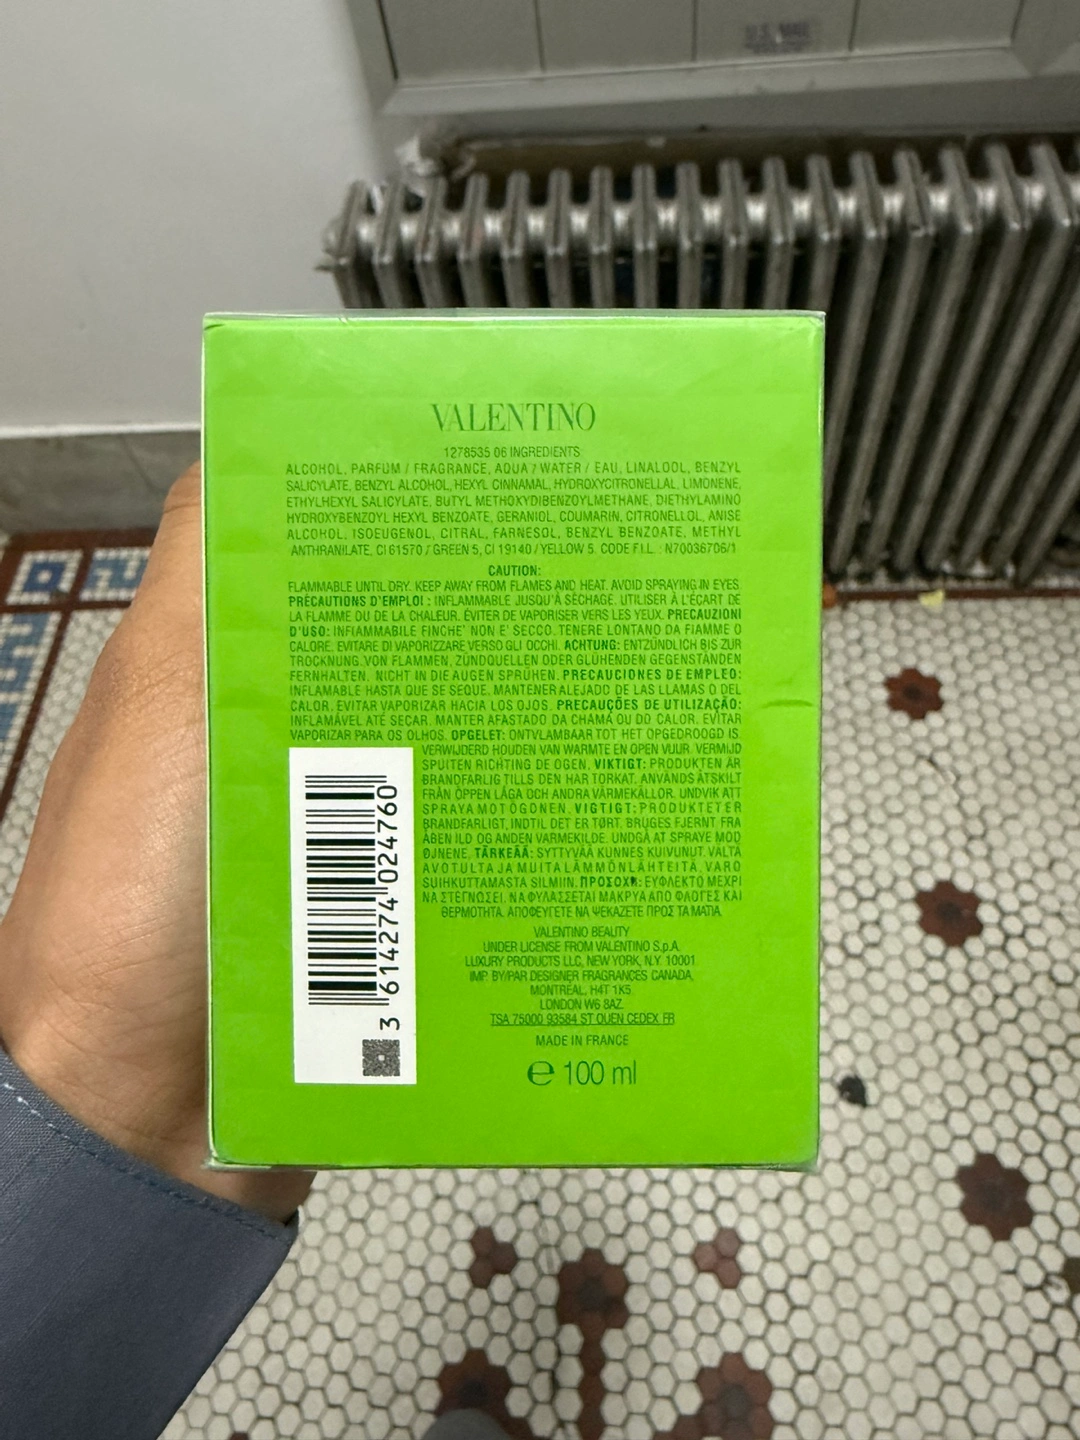 U.S. MAIL
VALENTINO
1278535 06 INGREDIENTS
ALCOHOL, PARFUM / FRAGRANCE, AQUA / WATER / EAU, LINALOOL, BENZYL
SALICYLATE, BENZYL ALCOHOL, HEXYL CINNAMAL, HYDROXYCITRONELLAL, LIMONENE,
ETHYLHEXYL SALICYLATE, BUTYL METHOXYDIBENZOYLMETHANE, DIETHYLAMINO
HYDROXYBENZOYL HEXYL BENZOATE, GERANIOL, COUMARIN, CITRONELLOL, ANISE
ALCOHOL, ISOEUGENOL, CITRAL, FARNESOL, BENZYL BENZOATE, METHYL
ANTHRANILATE, CI 61570 / GREEN 5, CI 19140 / YELLOW 5. CODE F.I.L. : N70036706/1
CAUTION:
FLAMMABLE UNTIL DRY. KEEP AWAY FROM FLAMES AND HEAT. AVOID SPRAYING IN EYES.
PRÉCAUTIONS D'EMPLOI : INFLAMMABLE JUSQU'À SÉCHAGE. UTILISER À L'ÉCART DE
LA FLAMME OU DE LA CHALEUR. ÉVITER DE VAPORISER VERS LES YEUX. PRECAUZIONI
D'USO: INFIAMMABILE FINCHE' NON E' SECCO. TENERE LONTANO DA FIAMME O
CALORE. EVITARE DI VAPORIZZARE VERSO GLI OCCHI. ACHTUNG: ENTZÜNDLICH BIS ZUR
TROCKNUNG. VON FLAMMEN, ZÜNDQUELLEN ODER GLÜHENDEN GEGENSTÄNDEN
FERNHALTEN. NICHT IN DIE AUGEN SPRÜHEN. PRECAUCIONES DE EMPLEO:
INFLAMABLE HASTA QUE SE SEQUE. MANTENER ALEJADO DE LAS LLAMAS O DEL
CALOR. EVITAR VAPORIZAR HACIA LOS OJOS. PRECAUÇÕES DE UTILIZAÇÃO:
INFLAMÁVEL ATÉ SECAR. MANTER AFASTADO DA CHAMA OU DO CALOR. EVITAR
VAPORIZAR PARA OS OLHOS. OPGELET: ONTVLAMBAAR TOT HET OPGEDROOGD IS.
VERWIJDERD HOUDEN VAN WARMTE EN OPEN VUUR. VERMIJD
SPUITEN RICHTING DE OGEN. VIKTIGT: PRODUKTEN ÄR
BRANDFARLIG TILLS DEN HAR TORKAT. ANVÄNDS ÅTSKILT
FRÅN ÖPPEN LÅGA OCH ANDRA VÄRMEKÄLLOR. UNDVIK ATT
SPRAYA MOT ÖGONEN. VIGTIGT: PRODUKTET ER
BRANDFARLIGT, INDTIL DET ER TØRT. BRUGES FJERNT FRA
ÅBEN ILD OG ANDEN VARMEKILDE. UNDGÅ AT SPRAYE MOD
ØJNENE. TÄRKEÄÄ: SYTTYVÄÄ KUNNES KUIVUNUT. VÄLTÄ
AVOTULTA JA MUITA LÄMMÖNLÄHTEITÄ. VARO
SUIHKUTTAMASTA SILMIIN. ΠΡΟΣΟΧΗ: ΕΥΦΛΕΚΤΟ ΜΕΧΡΙ
ΝΑ ΣΤΕΓΝΩΣΕΙ. ΝΑ ΦΥΛΑΣΣΕΤΑΙ ΜΑΚΡΥΑ ΑΠΟ ΦΛΟΓΕΣ ΚΑΙ
ΘΕΡΜΟΤΗΤΑ. ΑΠΟΦΕΥΓΕΤΕ ΝΑ ΨΕΚΑΖΕΤΕ ΠΡΟΣ ΤΑ ΜΑΤΙΑ.
VALENTINO BEAUTY
UNDER LICENSE FROM VALENTINO S.p.A.
LUXURY PRODUCTS LLC, NEW YORK, N.Y. 10001
IMP. BY/PAR DESIGNER FRAGRANCES CANADA,
MONTREAL, H4T 1K5.
LONDON W6 8AZ.
TSA 75000 93584 ST OUEN CEDEX FR
MADE IN FRANCE
℮ 100 ml
3 614274 024760